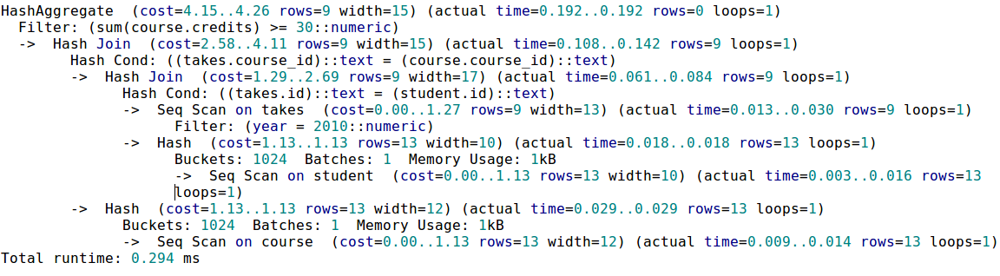 HashAggregate  (cost=4.15..4.26 rows=9 width=15) (actual time=0.192..0.192 rows=0 loops=1)
  Filter: (sum(course.credits) >= 30::numeric)
  ->  Hash Join  (cost=2.58..4.11 rows=9 width=15) (actual time=0.108..0.142 rows=9 loops=1)
        Hash Cond: ((takes.course_id)::text = (course.course_id)::text)
        ->  Hash Join  (cost=1.29..2.69 rows=9 width=17) (actual time=0.061..0.084 rows=9 loops=1)
              Hash Cond: ((takes.id)::text = (student.id)::text)
              ->  Seq Scan on takes  (cost=0.00..1.27 rows=9 width=13) (actual time=0.013..0.030 rows=9 loops=1)
                    Filter: (year = 2010::numeric)
              ->  Hash  (cost=1.13..1.13 rows=13 width=10) (actual time=0.018..0.018 rows=13 loops=1)
                    Buckets: 1024  Batches: 1  Memory Usage: 1kB
                    ->  Seq Scan on student  (cost=0.00..1.13 rows=13 width=10) (actual time=0.003..0.016 rows=13
                    loops=1)
        ->  Hash  (cost=1.13..1.13 rows=13 width=12) (actual time=0.029..0.029 rows=13 loops=1)
              Buckets: 1024  Batches: 1  Memory Usage: 1kB
              ->  Seq Scan on course  (cost=0.00..1.13 rows=13 width=12) (actual time=0.009..0.014 rows=13 loops=1)
Total runtime: 0.294 ms